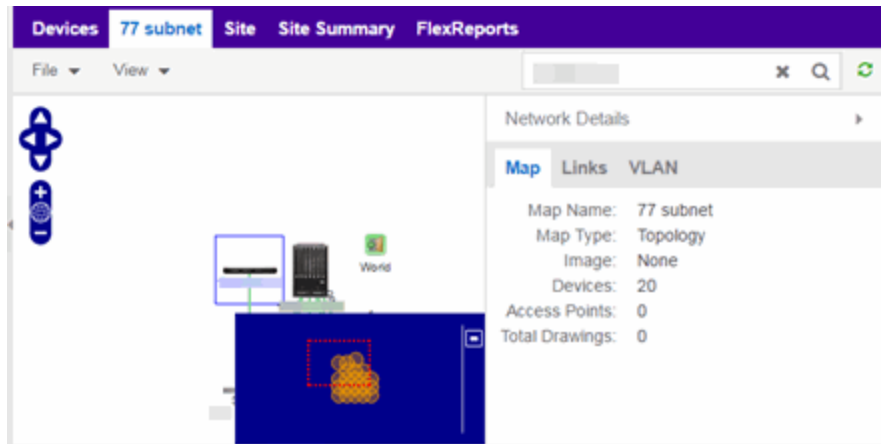 Devices 77 subnet Site Site Summary FlexReports
File View
Network Details
Map Links VLAN
Map Name: 77 subnet
Map Type: Topology
Image: None
Devices: 20
Access Points: 0
Total Drawings: 0
World